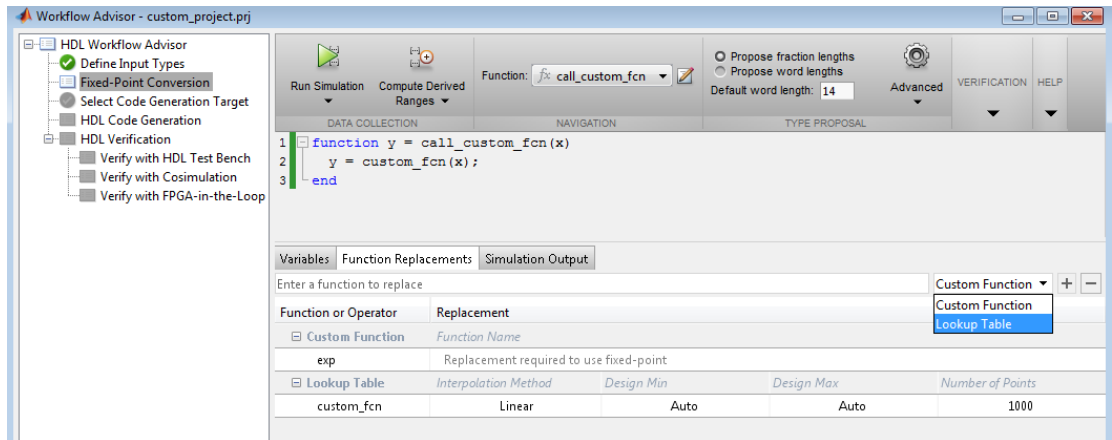 Workflow Advisor - custom_project.prj
HDL Workflow Advisor
Define Input Types
Fixed-Point Conversion
Select Code Generation Target
HDL Code Generation
HDL Verification
Verify with HDL Test Bench
Verify with Cosimulation
Verify with FPGA-in-the-Loop
Run Simulation
Compute Derived
Ranges
DATA COLLECTION
Function: fx call_custom_fcn
NAVIGATION
Propose fraction lengths
Propose word lengths
Default word length: 14
TYPE PROPOSAL
Advanced
VERIFICATION
HELP
1 function y = call_custom_fcn(x)
2 y = custom_fcn(x);
3 end
Variables Function Replacements Simulation Output
Enter a function to replace Custom Function + -
Custom Function
Lookup Table
Function or Operator Replacement
Custom Function Function Name
exp Replacement required to use fixed-point
Lookup Table Interpolation Method Design Min Design Max Number of Points
custom_fcn Linear Auto Auto 1000